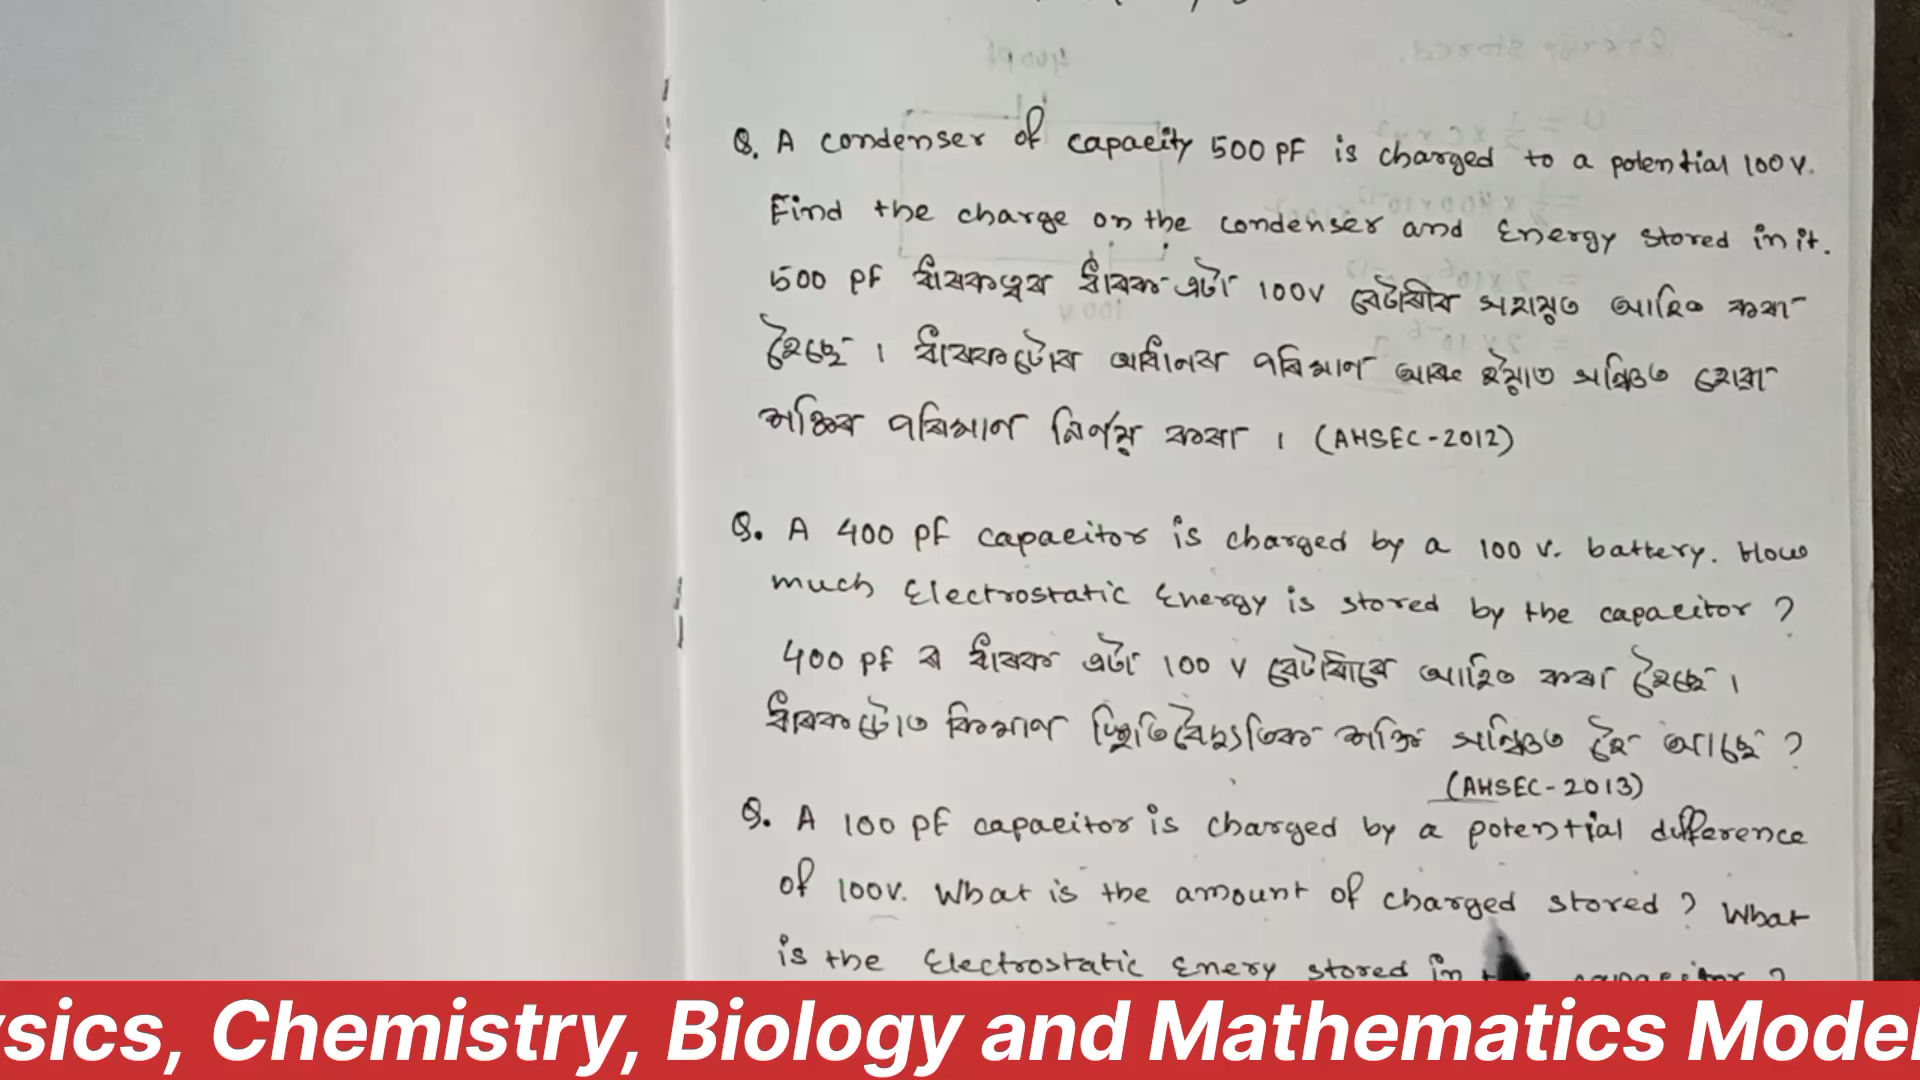 Q. A condenser of capacity 500 PF is charged to a potential 100 V.
Find the charge on the condenser and Energy stored in it.
500 PF ধাৰকত্বৰ ধাৰক এটা 100V বেটাৰীৰ সহায়ত আহিত কৰা
হৈছে । ধাৰকটোৰ আধানৰ পৰিমাণ আৰু ইয়াত সঞ্চিত হোৱা
শক্তিৰ পৰিমাণ নিৰ্ণয় কৰা । (AHSEC-2012)
Q. A 400 PF capacitor is charged by a 100 V. battery. How
much Electrostatic Energy is stored by the capacitor ?
400 PF ৰ ধাৰক এটা 100 V বেটাৰিৰে আহিত কৰা হৈছে ।
ধাৰকটোত কিমান স্থিতিবৈদ্যুতিক শক্তি সঞ্চিত হৈ আছে ?
(AHSEC-2013)
Q. A 100 PF capacitor is charged by a potential difference
of 100V. What is the amount of charged stored ? What
is the Electrostatic Enery stored in
ysics, Chemistry, Biology and Mathematics Model